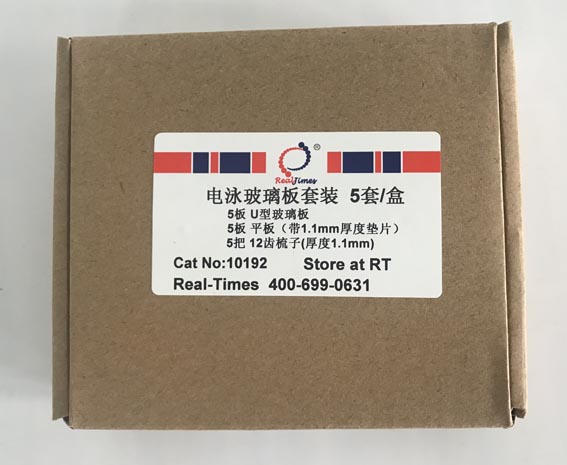 ®
RealTimes
电泳玻璃板套装 5套/盒
5板 U型玻璃板
5板 平板（带1.1mm厚度垫片）
5把 12齿梳子(厚度1.1mm)
Cat No:10192 Store at RT
Real-Times 400-699-0631